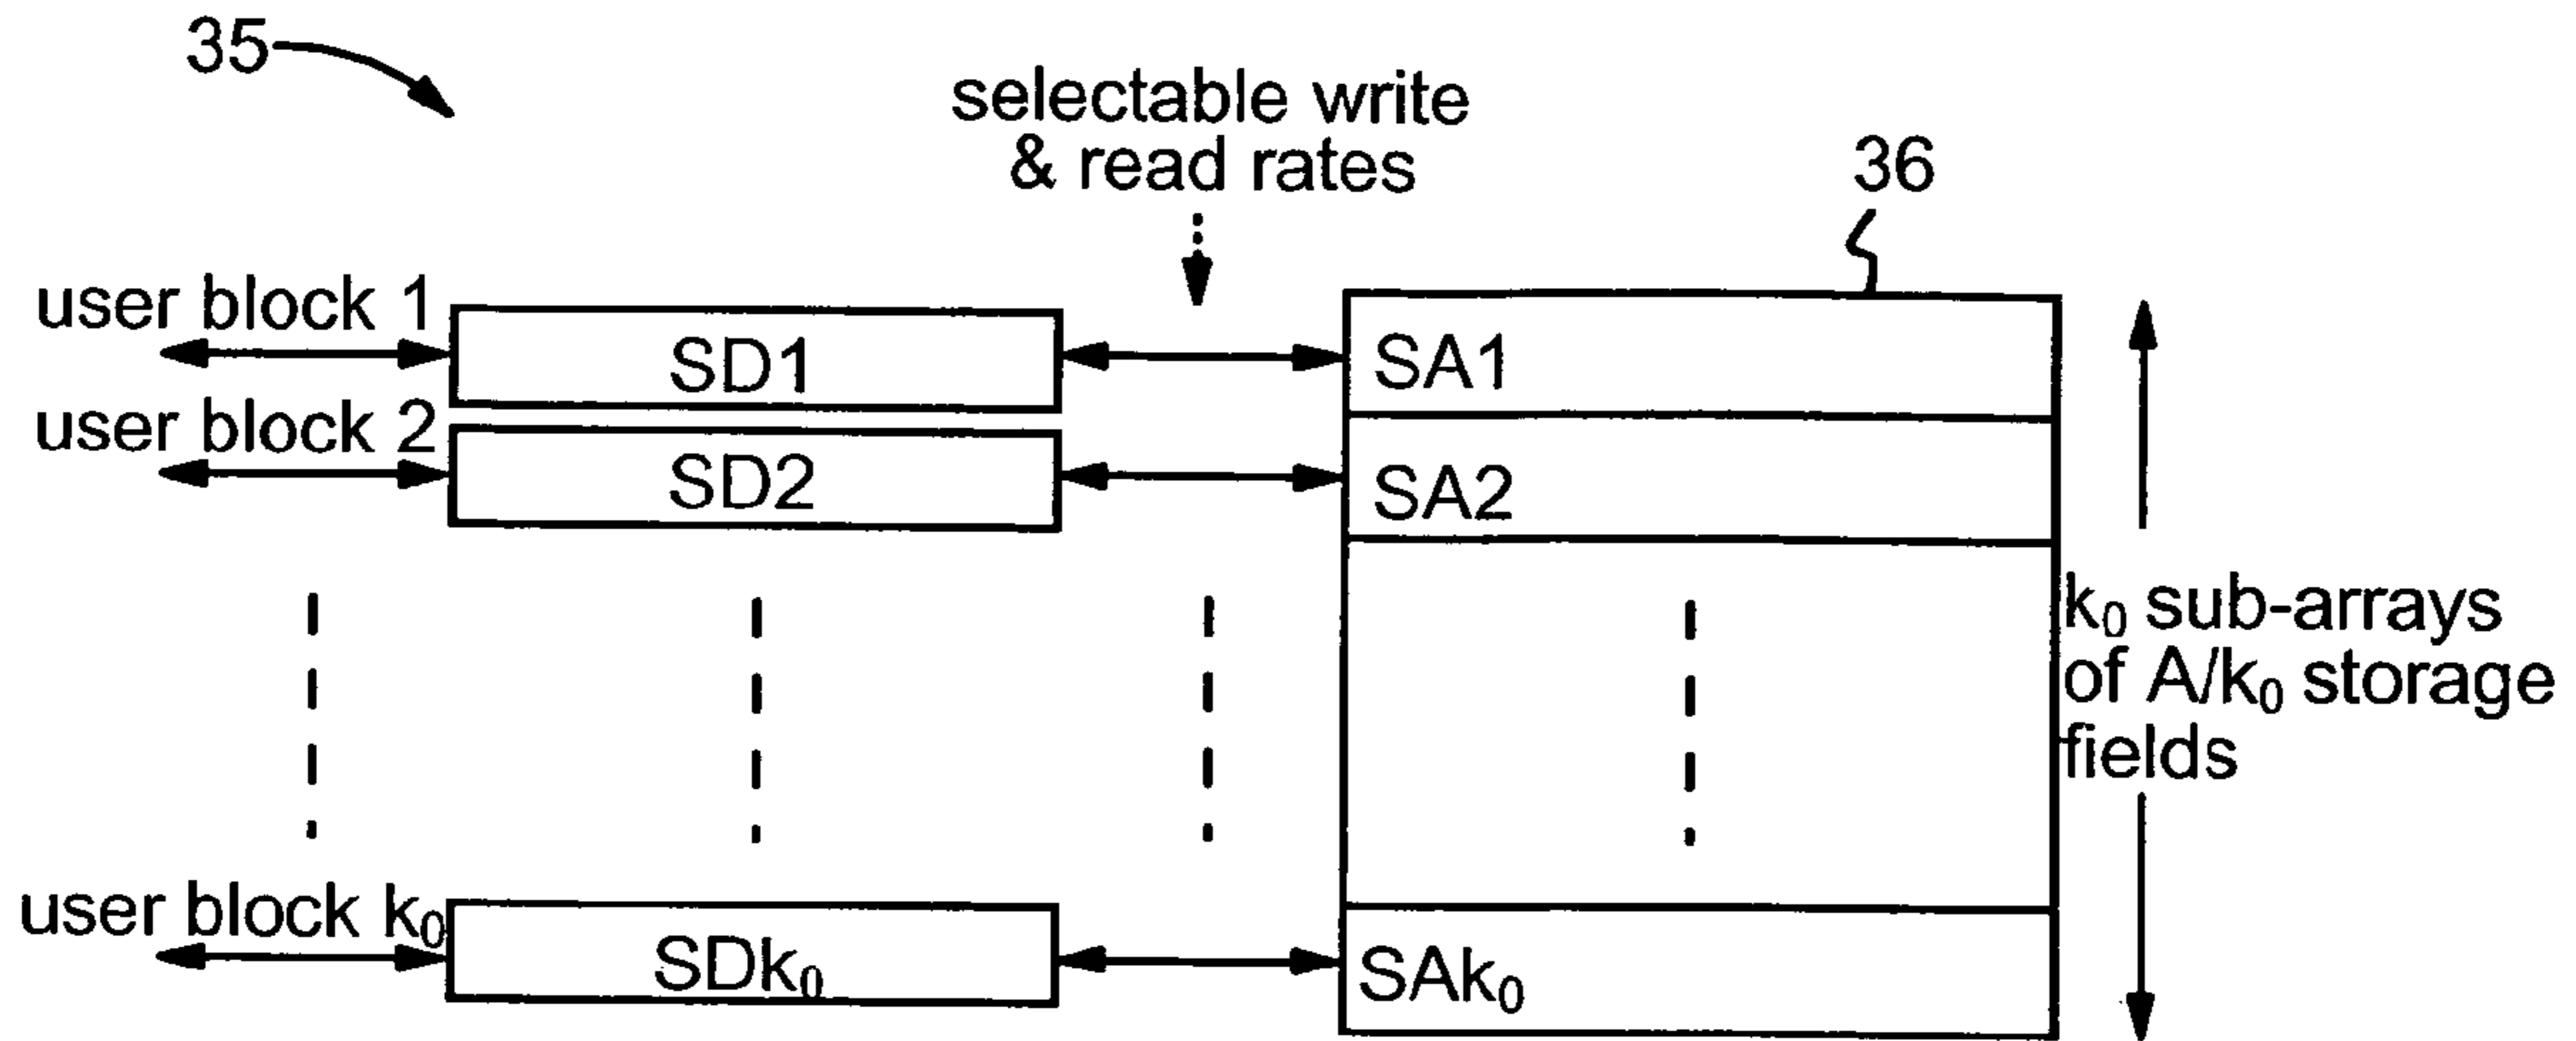 35
selectable write
& read rates
36
user block 1
SD1
SA1
user block 2
SD2
SA2
k₀ sub-arrays
of A/k₀ storage
fields
user block k₀
SDk₀
SAk₀